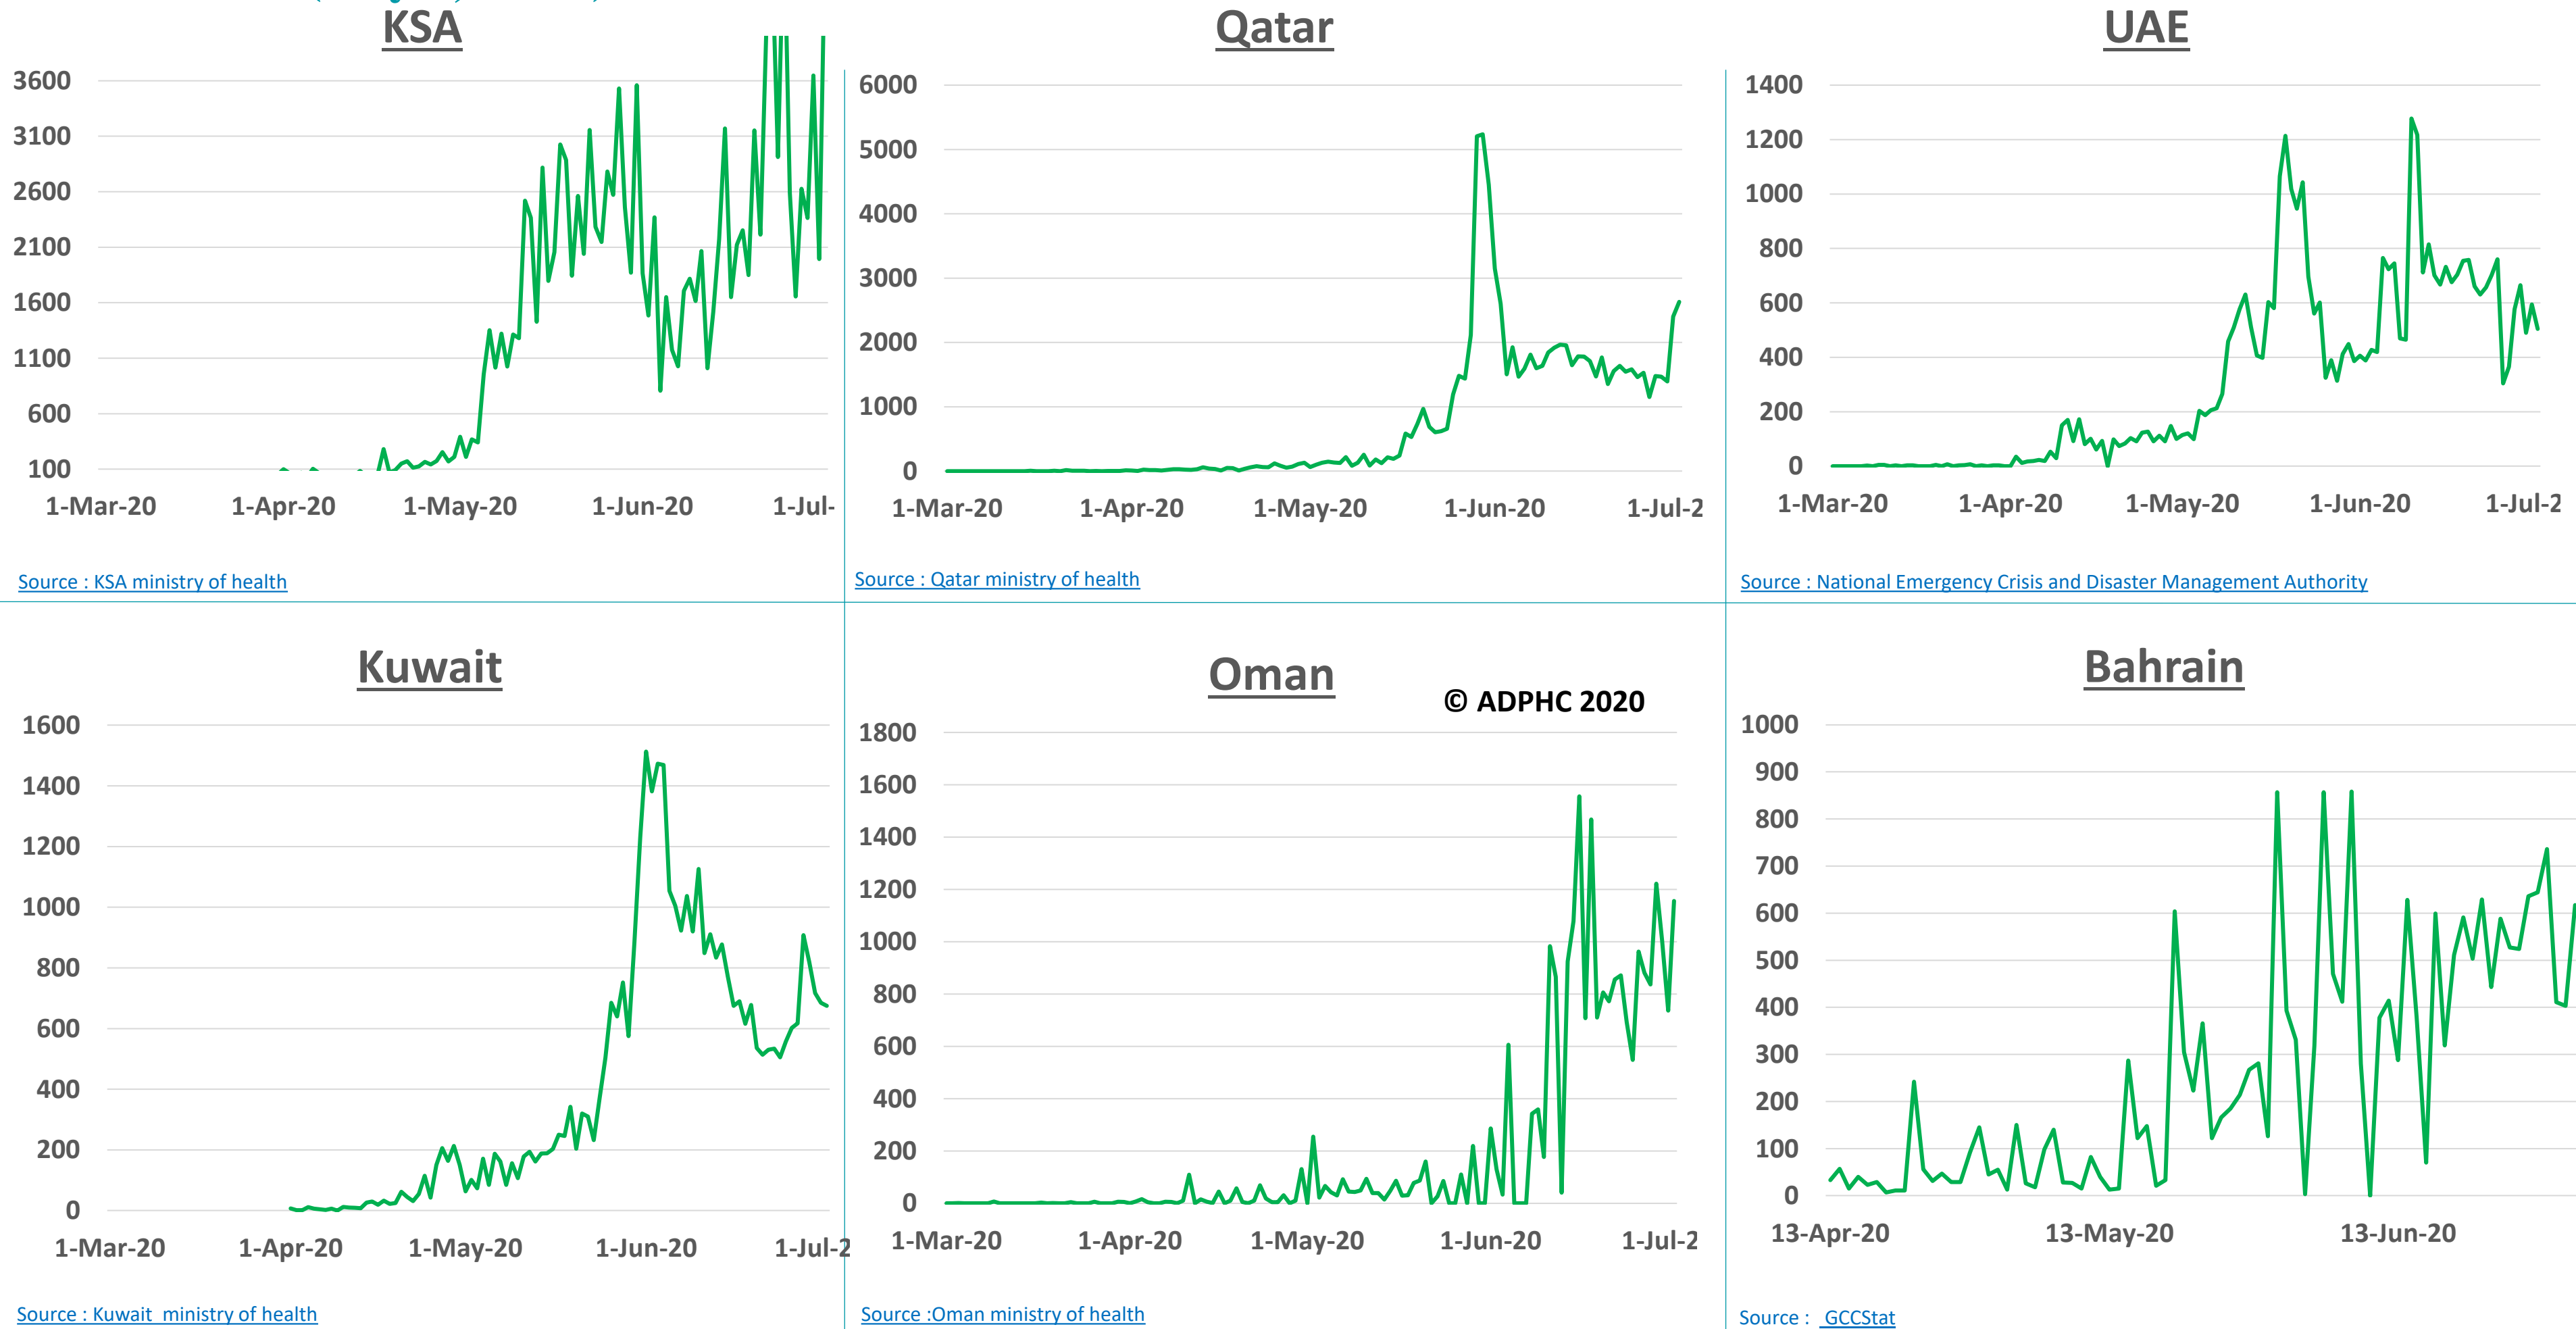 KSA
3600
3100
2600
2100
1600
1100
600
100
1-Mar-20 1-Apr-20 1-May-20 1-Jun-20 1-Jul-
Source : KSA ministry of health
Qatar
6000
5000
4000
3000
2000
1000
0
1-Mar-20 1-Apr-20 1-May-20 1-Jun-20 1-Jul-2
Source : Qatar ministry of health
UAE
1400
1200
1000
800
600
400
200
0
1-Mar-20 1-Apr-20 1-May-20 1-Jun-20 1-Jul-2
Source : National Emergency Crisis and Disaster Management Authority
Kuwait
1600
1400
1200
1000
800
600
400
200
0
1-Mar-20 1-Apr-20 1-May-20 1-Jun-20 1-Jul-2
Source : Kuwait ministry of health
Oman
© ADPHC 2020
1800
1600
1400
1200
1000
800
600
400
200
0
1-Mar-20 1-Apr-20 1-May-20 1-Jun-20 1-Jul-2
Source :Oman ministry of health
Bahrain
1000
900
800
700
600
500
400
300
200
100
0
13-Apr-20 13-May-20 13-Jun-20
Source : GCCStat